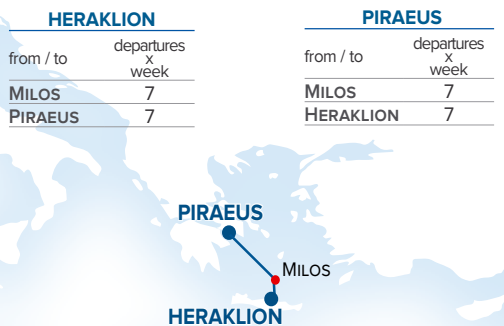 HERAKLION
from / to departures x week
MILOS 7
PIRAEUS 7
PIRAEUS
from / to departures x week
MILOS 7
HERAKLION 7
PIRAEUS
MILOS
HERAKLION